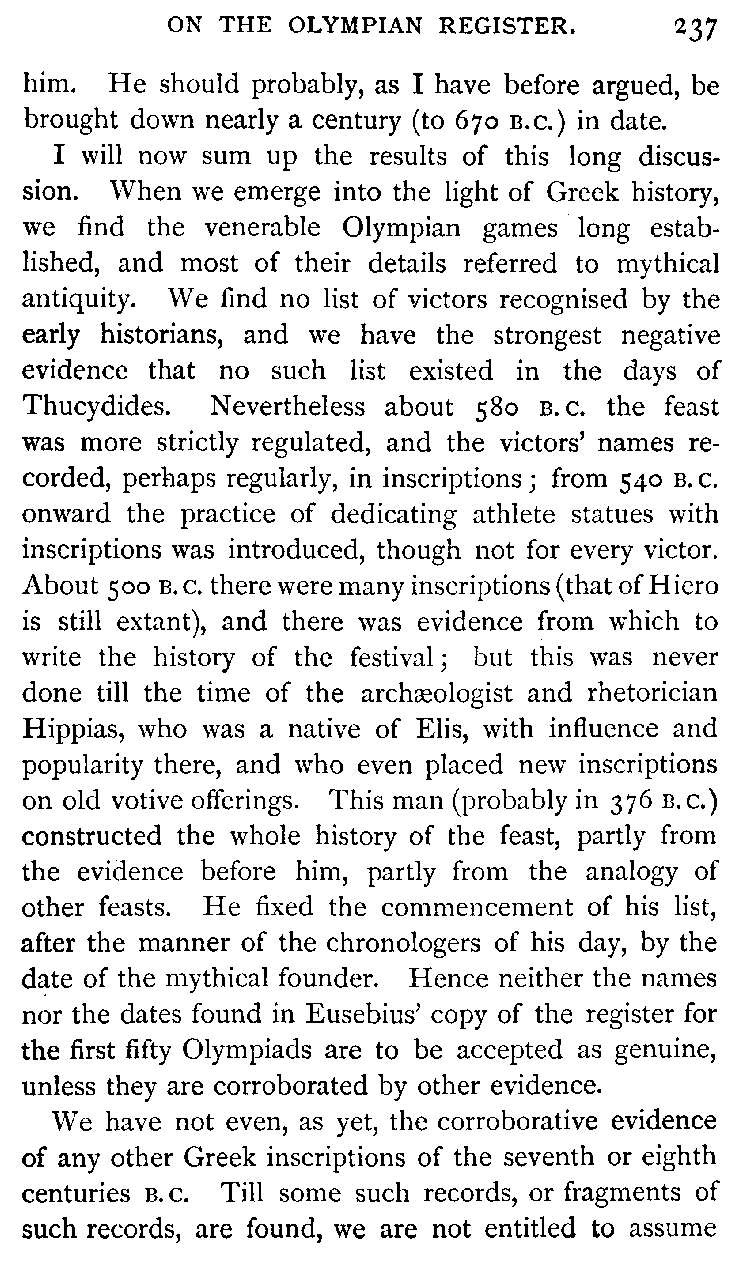 ON THE OLYMPIAN REGISTER. 237
him. He should probably, as I have before argued, be
brought down nearly a century (to 670 B.C.) in date.
I will now sum up the results of this long discus-
sion. When we emerge into the light of Greek history,
we find the venerable Olympian games long estab-
lished, and most of their details referred to mythical
antiquity. We find no list of victors recognised by the
early historians, and we have the strongest negative
evidence that no such list existed in the days of
Thucydides. Nevertheless about 580 B.C. the feast
was more strictly regulated, and the victors' names re-
corded, perhaps regularly, in inscriptions; from 540 B.C.
onward the practice of dedicating athlete statues with
inscriptions was introduced, though not for every victor.
About 500 B.C. there were many inscriptions (that of Hiero
is still extant), and there was evidence from which to
write the history of the festival; but this was never
done till the time of the archæologist and rhetorician
Hippias, who was a native of Elis, with influence and
popularity there, and who even placed new inscriptions
on old votive offerings. This man (probably in 376 B.C.)
constructed the whole history of the feast, partly from
the evidence before him, partly from the analogy of
other feasts. He fixed the commencement of his list,
after the manner of the chronologers of his day, by the
date of the mythical founder. Hence neither the names
nor the dates found in Eusebius' copy of the register for
the first fifty Olympiads are to be accepted as genuine,
unless they are corroborated by other evidence.
We have not even, as yet, the corroborative evidence
of any other Greek inscriptions of the seventh or eighth
centuries B.C. Till some such records, or fragments of
such records, are found, we are not entitled to assume